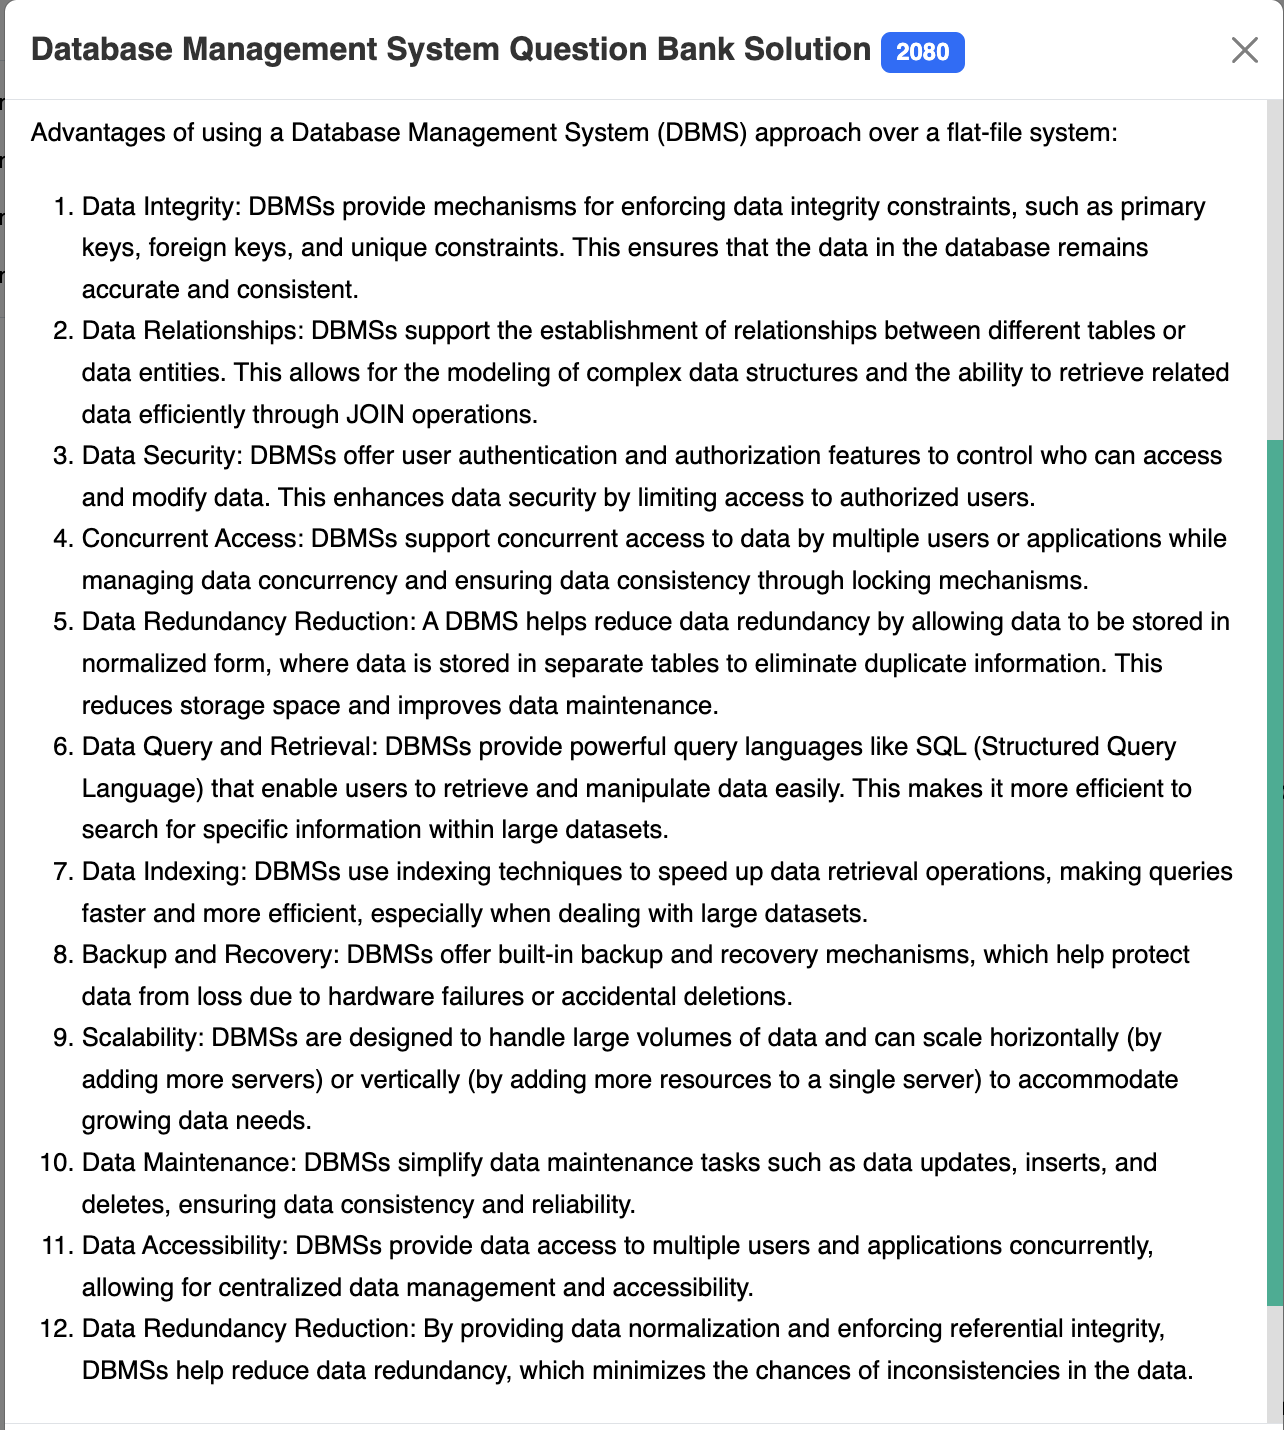 Database Management System Question Bank Solution 2080
Advantages of using a Database Management System (DBMS) approach over a flat-file system:
1. Data Integrity: DBMSs provide mechanisms for enforcing data integrity constraints, such as primary
keys, foreign keys, and unique constraints. This ensures that the data in the database remains
accurate and consistent.
2. Data Relationships: DBMSs support the establishment of relationships between different tables or
data entities. This allows for the modeling of complex data structures and the ability to retrieve related
data efficiently through JOIN operations.
3. Data Security: DBMSs offer user authentication and authorization features to control who can access
and modify data. This enhances data security by limiting access to authorized users.
4. Concurrent Access: DBMSs support concurrent access to data by multiple users or applications while
managing data concurrency and ensuring data consistency through locking mechanisms.
5. Data Redundancy Reduction: A DBMS helps reduce data redundancy by allowing data to be stored in
normalized form, where data is stored in separate tables to eliminate duplicate information. This
reduces storage space and improves data maintenance.
6. Data Query and Retrieval: DBMSs provide powerful query languages like SQL (Structured Query
Language) that enable users to retrieve and manipulate data easily. This makes it more efficient to
search for specific information within large datasets.
7. Data Indexing: DBMSs use indexing techniques to speed up data retrieval operations, making queries
faster and more efficient, especially when dealing with large datasets.
8. Backup and Recovery: DBMSs offer built-in backup and recovery mechanisms, which help protect
data from loss due to hardware failures or accidental deletions.
9. Scalability: DBMSs are designed to handle large volumes of data and can scale horizontally (by
adding more servers) or vertically (by adding more resources to a single server) to accommodate
growing data needs.
10. Data Maintenance: DBMSs simplify data maintenance tasks such as data updates, inserts, and
deletes, ensuring data consistency and reliability.
11. Data Accessibility: DBMSs provide data access to multiple users and applications concurrently,
allowing for centralized data management and accessibility.
12. Data Redundancy Reduction: By providing data normalization and enforcing referential integrity,
DBMSs help reduce data redundancy, which minimizes the chances of inconsistencies in the data.